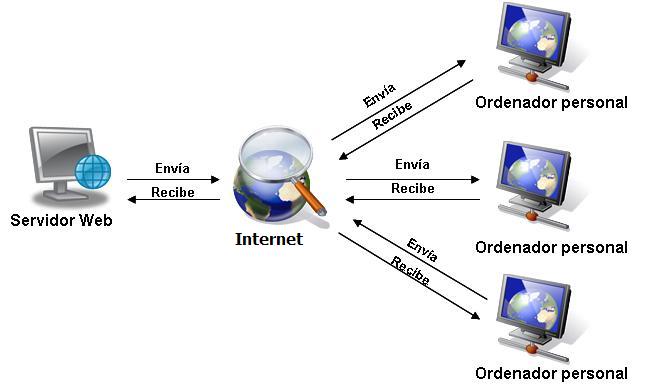 Envía
Recibe
Ordenador personal
Envía
Recibe
Servidor Web
Internet
Envía
Recibe
Ordenador personal
Envía
Recibe
Ordenador personal